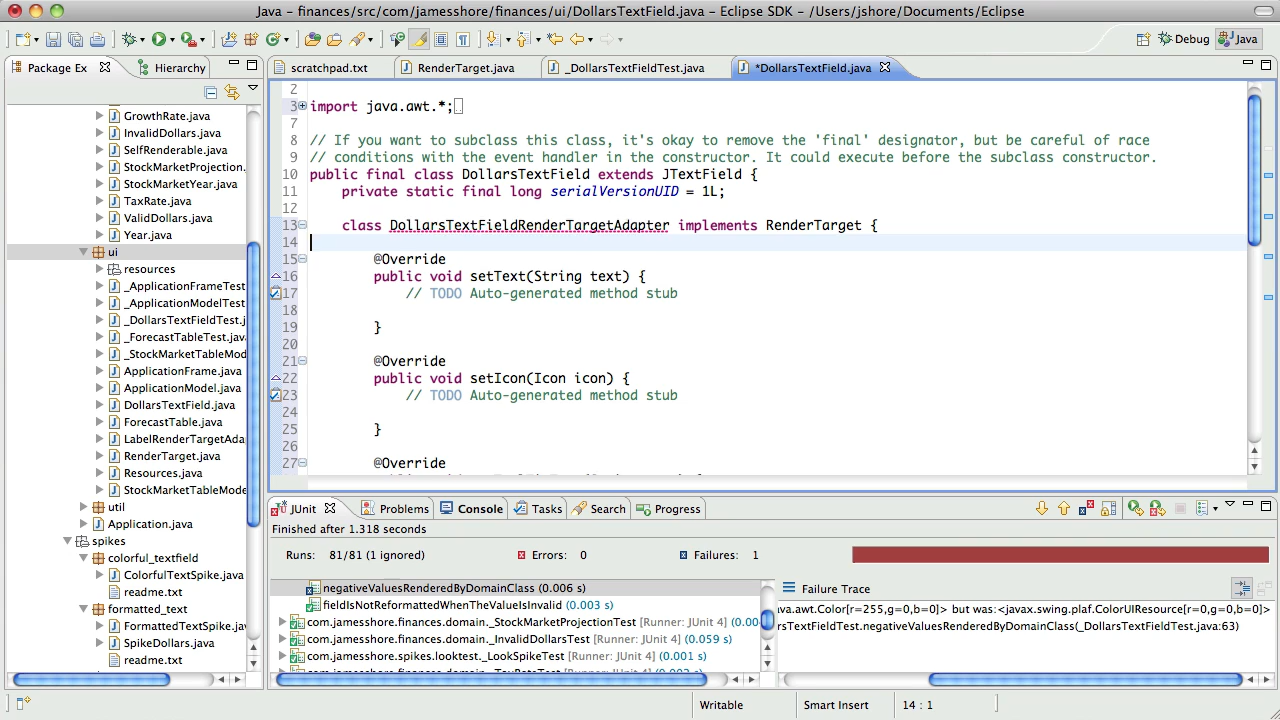 Java - finances/src/com/jamesshore/finances/ui/DollarsTextField.java - Eclipse SDK - /Users/jshore/Documents/Eclipse
Debug
Java
Package Ex
Hierarchy
GrowthRate.java
InvalidDollars.java
SelfRenderable.java
StockMarketProjection.
StockMarketYear.java
TaxRate.java
ValidDollars.java
Year.java
ui
resources
_ApplicationFrameTest
_ApplicationModelTest
_DollarsTextFieldTest.j
_ForecastTableTest.java
_StockMarketTableMod
ApplicationFrame.java
ApplicationModel.java
DollarsTextField.java
ForecastTable.java
LabelRenderTargetAda
RenderTarget.java
Resources.java
StockMarketTableMode
util
Application.java
spikes
colorful_textfield
ColorfulTextSpike.java
readme.txt
formatted_text
FormattedTextSpike.jav
SpikeDollars.java
readme.txt
scratchpad.txt
RenderTarget.java
_DollarsTextFieldTest.java
*DollarsTextField.java
2
3 import java.awt.*;
7
8 // If you want to subclass this class, it's okay to remove the 'final' designator, but be careful of race
9 // conditions with the event handler in the constructor. It could execute before the subclass constructor.
10 public final class DollarsTextField extends JTextField {
11 private static final long serialVersionUID = 1L;
12
13 class DollarsTextFieldRenderTargetAdapter implements RenderTarget {
14
15 @Override
16 public void setText(String text) {
17 // TODO Auto-generated method stub
18
19 }
20
21 @Override
22 public void setIcon(Icon icon) {
23 // TODO Auto-generated method stub
24
25 }
26
27 @Override
JUnit
Problems
Console
Tasks
Search
Progress
Finished after 1.318 seconds
Runs: 81/81 (1 ignored)
Errors: 0
Failures: 1
negativeValuesRenderedByDomainClass (0.006 s)
fieldIsNotReformattedWhenTheValueIsInvalid (0.003 s)
com.jamesshore.finances.domain._StockMarketProjectionTest [Runner: JUnit 4] (0.00
com.jamesshore.finances.domain._InvalidDollarsTest [Runner: JUnit 4] (0.059 s)
com.jamesshore.spikes.looktest._LookSpikeTest [Runner: JUnit 4] (0.001 s)
Failure Trace
ava.awt.Color[r=255,g=0,b=0]> but was:<javax.swing.plaf.ColorUIResource[r=0,g=0,b=0]>
rsTextFieldTest.negativeValuesRenderedByDomainClass(_DollarsTextFieldTest.java:63)
Writable
Smart Insert
14 : 1